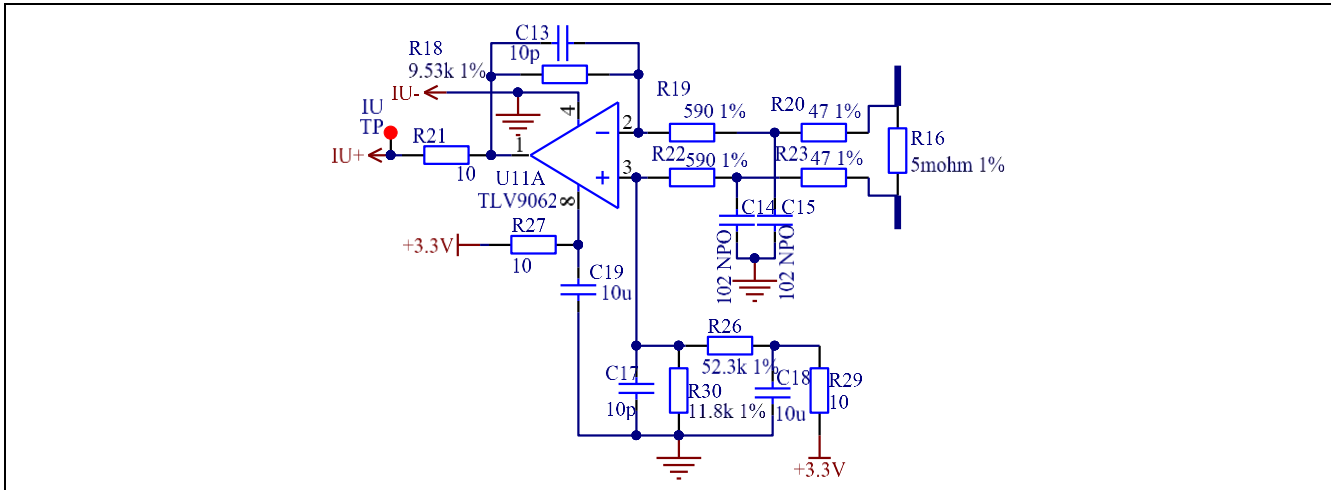 C13
10p
R18
9.53k 1%
IU-
IU
TP
IU+
R21
10
1
4
2
3
8
U11A
TLV9062
R19
590 1%
R20
47 1%
R22
590 1%
R23
47 1%
R16
5mohm 1%
C14
102 NPO
C15
102 NPO
R27
10
+3.3V
C19
10u
R26
52.3k 1%
C17
10p
R30
11.8k 1%
C18
10u
R29
10
+3.3V